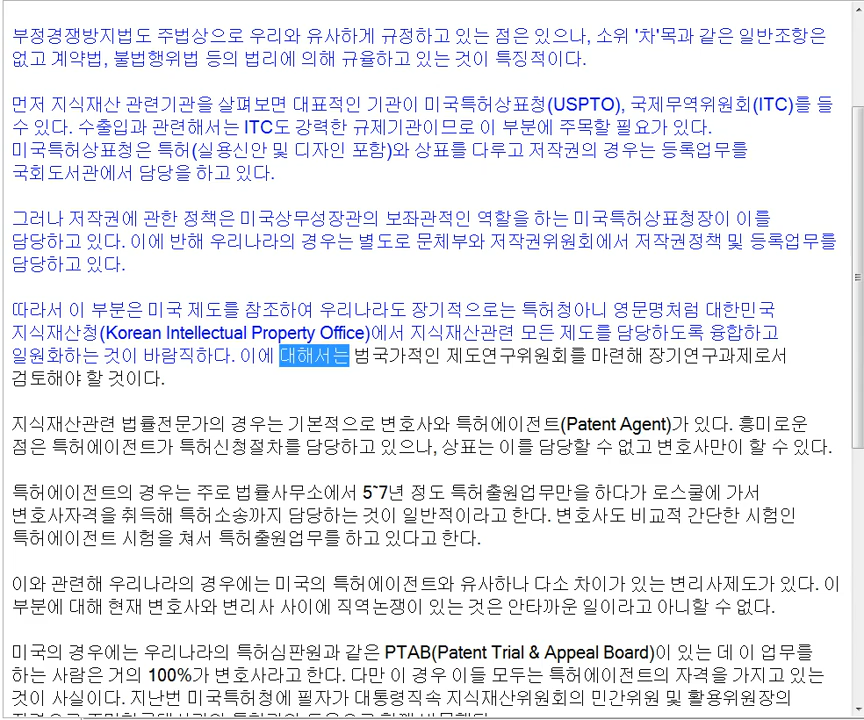 부정경쟁방지법도 주법상으로 우리와 유사하게 규정하고 있는 점은 있으나, 소위 '차'목과 같은 일반조항은
없고 계약법, 불법행위법 등의 법리에 의해 규율하고 있는 것이 특징적이다.
먼저 지식재산 관련기관을 살펴보면 대표적인 기관이 미국특허상표청(USPTO), 국제무역위원회(ITC)를 들
수 있다. 수출입과 관련해서는 ITC도 강력한 규제기관이므로 이 부분에 주목할 필요가 있다.
미국특허상표청은 특허(실용신안 및 디자인 포함)와 상표를 다루고 저작권의 경우는 등록업무를
국회도서관에서 담당을 하고 있다.
그러나 저작권에 관한 정책은 미국상무성장관의 보좌관적인 역할을 하는 미국특허상표청장이 이를
담당하고 있다. 이에 반해 우리나라의 경우는 별도로 문체부와 저작권위원회에서 저작권정책 및 등록업무를
담당하고 있다.
따라서 이 부분은 미국 제도를 참조하여 우리나라도 장기적으로는 특허청아니 영문명처럼 대한민국
지식재산청(Korean Intellectual Property Office)에서 지식재산관련 모든 제도를 담당하도록 융합하고
일원화하는 것이 바람직하다. 이에 대해서는 범국가적인 제도연구위원회를 마련해 장기연구과제로서
검토해야 할 것이다.
지식재산관련 법률전문가의 경우는 기본적으로 변호사와 특허에이전트(Patent Agent)가 있다. 흥미로운
점은 특허에이전트가 특허신청절차를 담당하고 있으나, 상표는 이를 담당할 수 없고 변호사만이 할 수 있다.
특허에이전트의 경우는 주로 법률사무소에서 5~7년 정도 특허출원업무만을 하다가 로스쿨에 가서
변호사자격을 취득해 특허소송까지 담당하는 것이 일반적이라고 한다. 변호사도 비교적 간단한 시험인
특허에이전트 시험을 쳐서 특허출원업무를 하고 있다고 한다.
이와 관련해 우리나라의 경우에는 미국의 특허에이전트와 유사하나 다소 차이가 있는 변리사제도가 있다. 이
부분에 대해 현재 변호사와 변리사 사이에 직역논쟁이 있는 것은 안타까운 일이라고 아니할 수 없다.
미국의 경우에는 우리나라의 특허심판원과 같은 PTAB(Patent Trial & Appeal Board)이 있는 데 이 업무를
하는 사람은 거의 100%가 변호사라고 한다. 다만 이 경우 이들 모두는 특허에이전트의 자격을 가지고 있는
것이 사실이다. 지난번 미국특허청에 필자가 대통령직속 지식재산위원회의 민간위원 및 활용위원장의